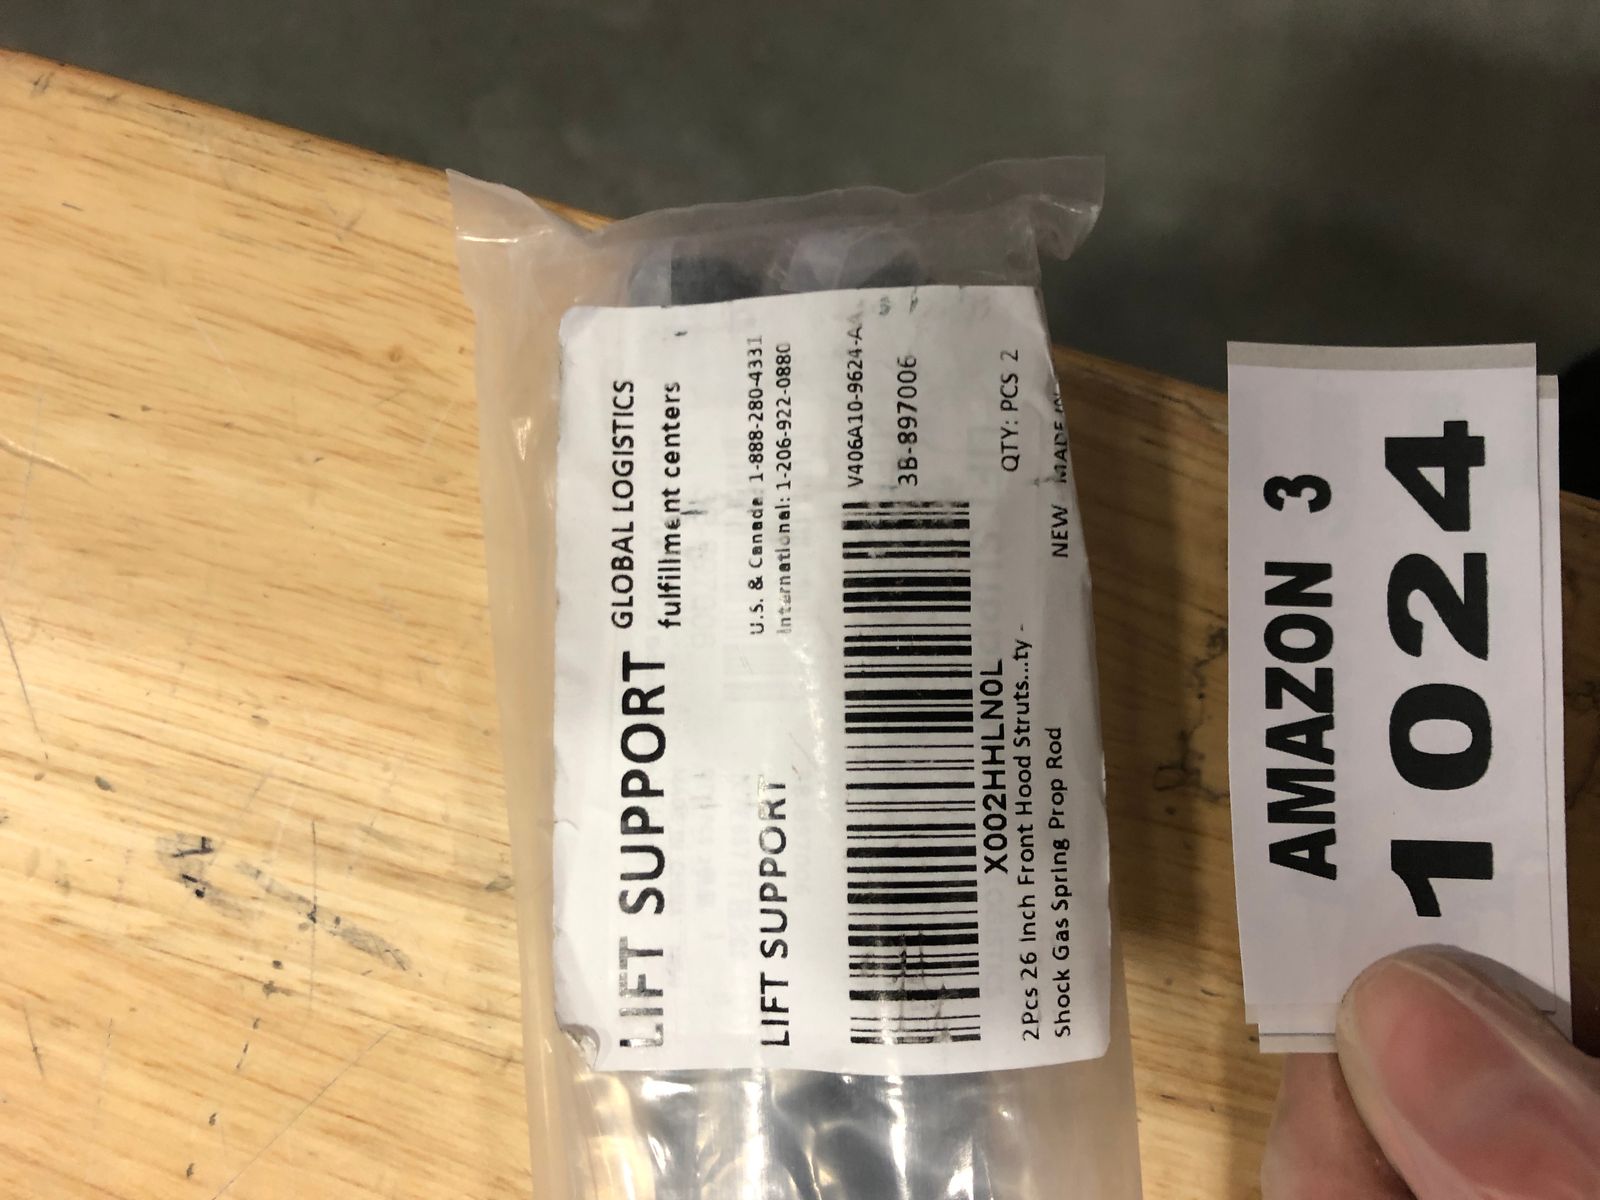 LIFT SUPPORT
GLOBAL LOGISTICS
fulfillment centers
LIFT SUPPORT
U.S. & Canada: 1-888-280-4331
International: 1-206-922-0880
V406A10-9624-AA
3B-897006
X002HHLN0L
2Pcs 26 Inch Front Hood Struts...ty -
Shock Gas Spring Prop Rod
QTY: PCS 2
NEW MADE IN
AMAZON 3
1024